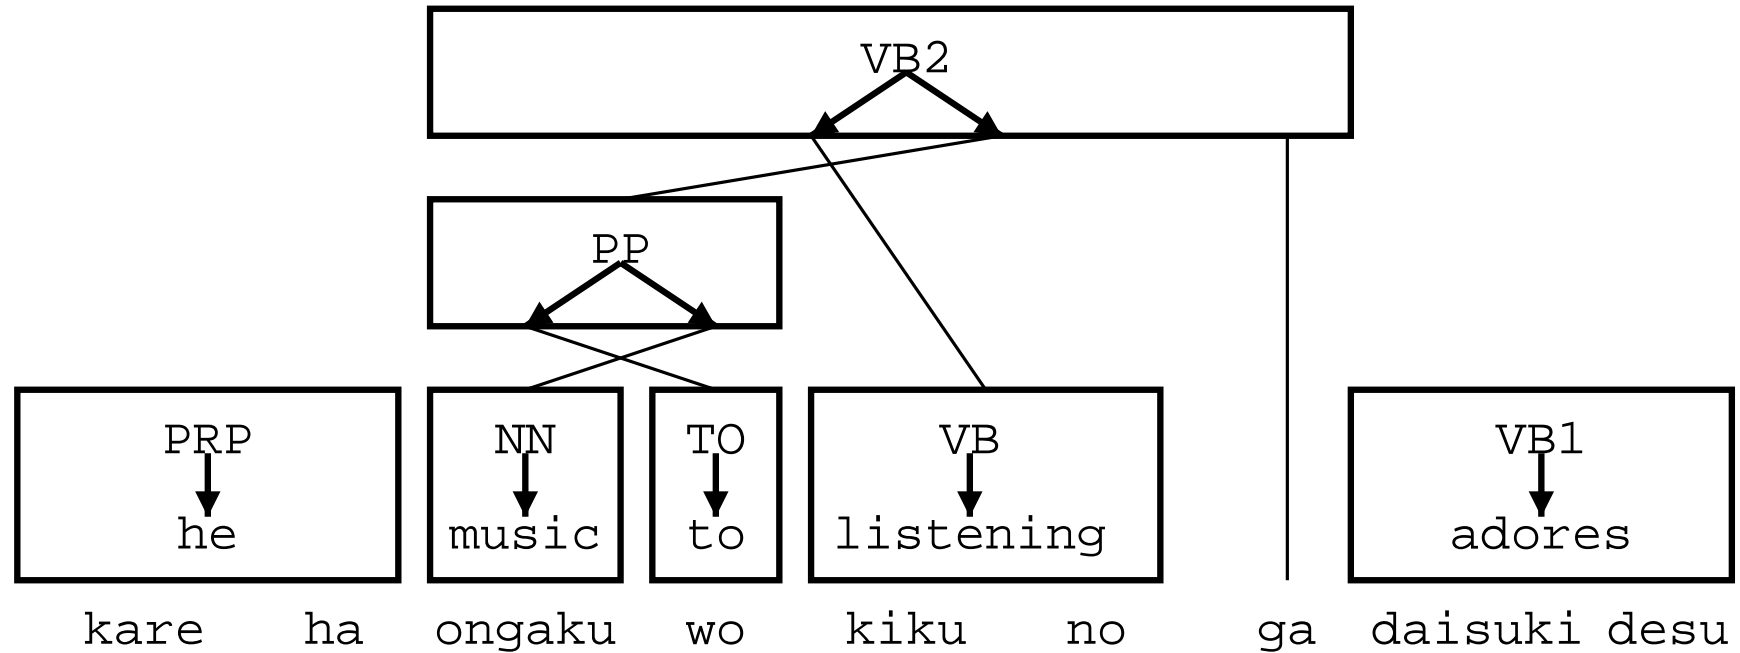 VB2
PP
PRP NN TO VB VB1
he music to listening adores
kare ha ongaku wo kiku no ga daisuki desu